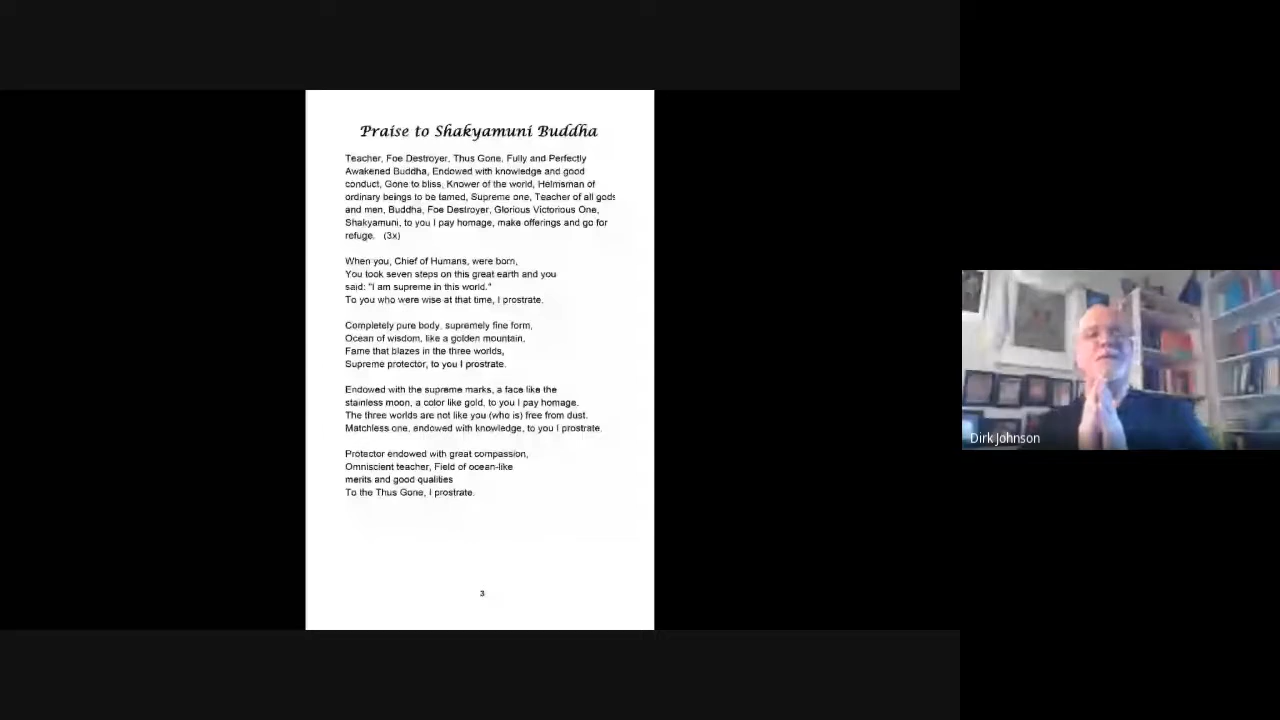 Praise to Shakyamuni Buddha
Teacher, Foe Destroyer, Thus Gone, Fully and Perfectly
Awakened Buddha, Endowed with knowledge and good
conduct, Gone to bliss, Knower of the world, Helmsman of
ordinary beings to be tamed, Supreme one, Teacher of all gods
and men, Buddha, Foe Destroyer, Glorious Victorious One,
Shakyamuni, to you I pay homage, make offerings and go for
refuge. (3x)
When you, Chief of Humans, were born,
You took seven steps on this great earth and you
said: "I am supreme in this world."
To you who were wise at that time, I prostrate.
Completely pure body, supremely fine form,
Ocean of wisdom, like a golden mountain,
Fame that blazes in the three worlds,
Supreme protector, to you I prostrate.
Endowed with the supreme marks, a face like the
stainless moon, a color like gold, to you I pay homage.
The three worlds are not like you (who is) free from dust.
Matchless one, endowed with knowledge, to you I prostrate.
Protector endowed with great compassion,
Omniscient teacher, Field of ocean-like
merits and good qualities
To the Thus Gone, I prostrate.
3
Dirk Johnson